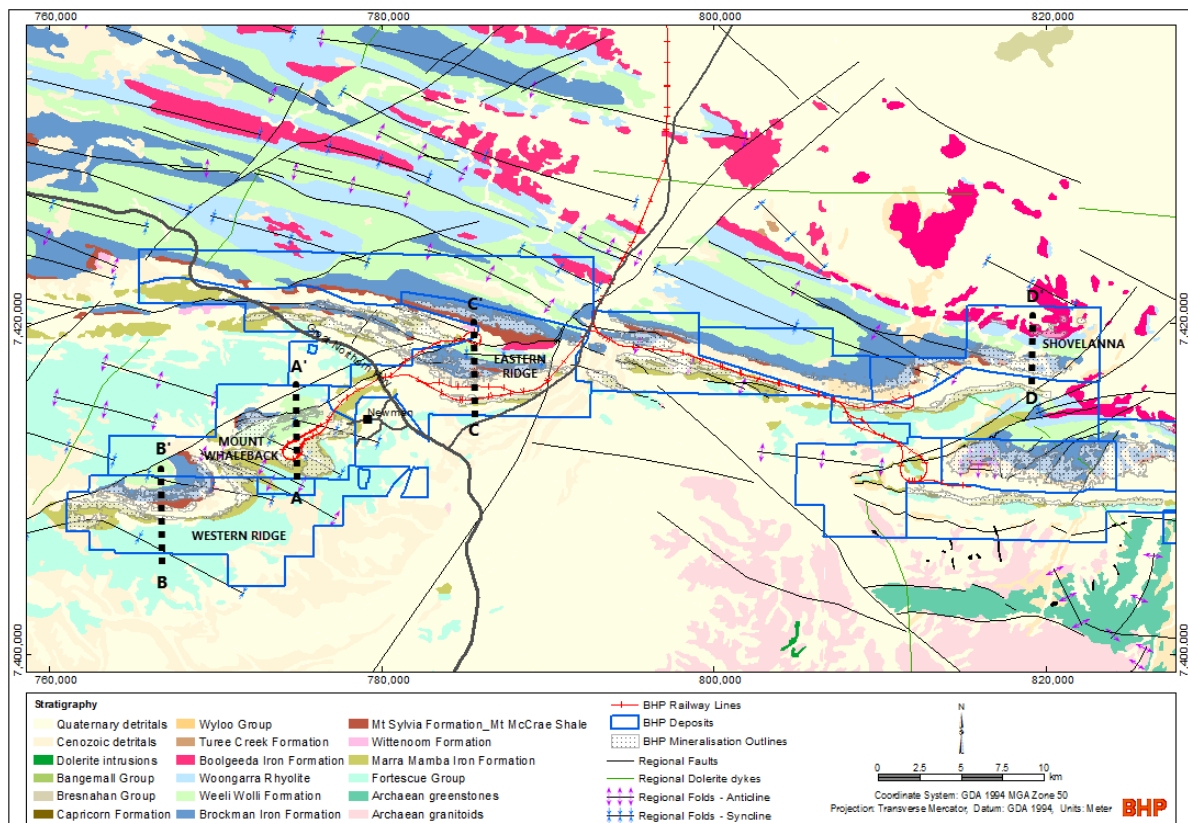 760,000
780,000
800,000
820,000
7,420,000
7,420,000
D'
C'
SHOVELANNA
Great Northern
EASTERN
RIDGE
A'
D
Newman
C
MOUNT
WHALEBACK
B'
A
WESTERN RIDGE
B
7,400,000
7,400,000
760,000
780,000
800,000
820,000
Stratigraphy
Quaternary detritals
Cenozoic detritals
Dolerite intrusions
Bangemall Group
Bresnahan Group
Capricorn Formation
Wyloo Group
Turee Creek Formation
Boolgeeda Iron Formation
Woongarra Rhyolite
Weeli Wolli Formation
Brockman Iron Formation
Mt Sylvia Formation_Mt McCrae Shale
Wittenoom Formation
Marra Mamba Iron Formation
Fortescue Group
Archaean greenstones
Archaean granitoids
BHP Railway Lines
BHP Deposits
BHP Mineralisation Outlines
Regional Faults
Regional Dolerite dykes
Regional Folds - Anticline
Regional Folds - Syncline
N
0 2.5 5 7.5 10
km
Coordinate System: GDA 1994 MGA Zone 50
Projection: Transverse Mercator, Datum: GDA 1994, Units: Meter
BHP